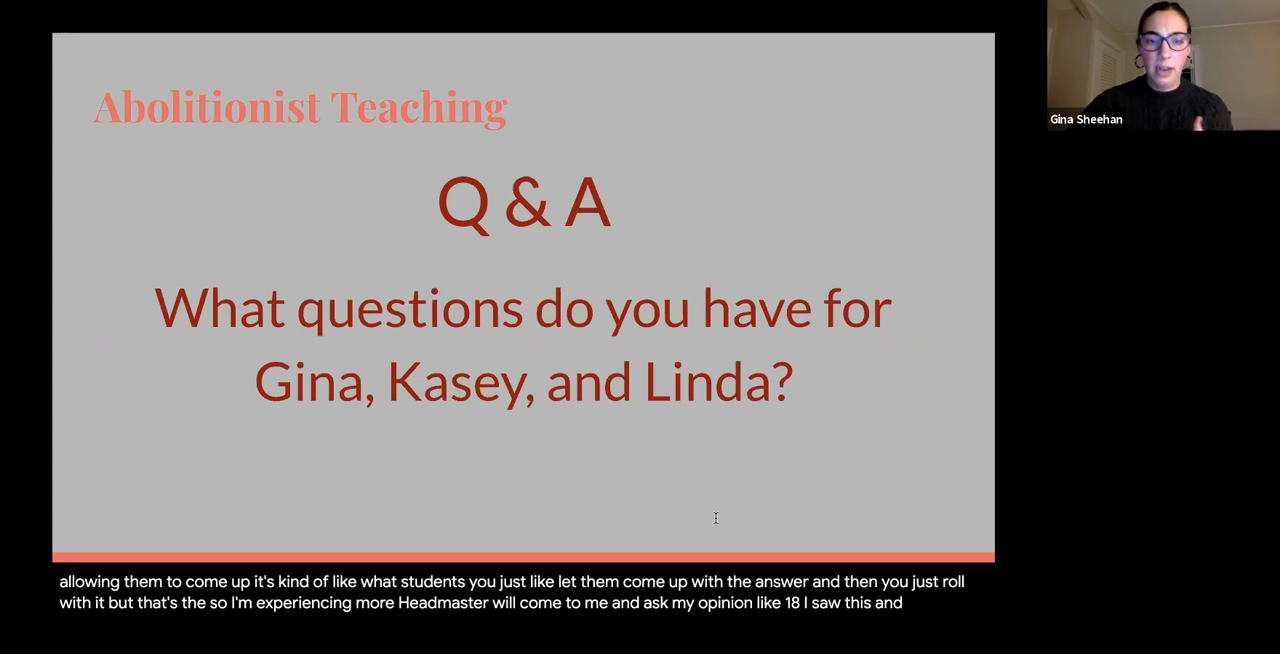 Abolitionist Teaching
Q & A
What questions do you have for
Gina, Kasey, and Linda?
Gina Sheehan
allowing them to come up it's kind of like what students you just like let them come up with the answer and then you just roll
with it but that's the so I'm experiencing more Headmaster will come to me and ask my opinion like 18 I saw this and